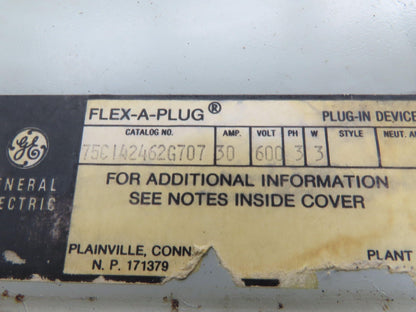 FLEX-A-PLUG® PLUG-IN DEVICE
CATALOG NO. AMP. VOLT PH W STYLE NEUT. A
75C142462G707 30 600 3 3
GE
GENERAL
ELECTRIC
FOR ADDITIONAL INFORMATION
SEE NOTES INSIDE COVER
PLAINVILLE, CONN PLANT
N. P. 171379